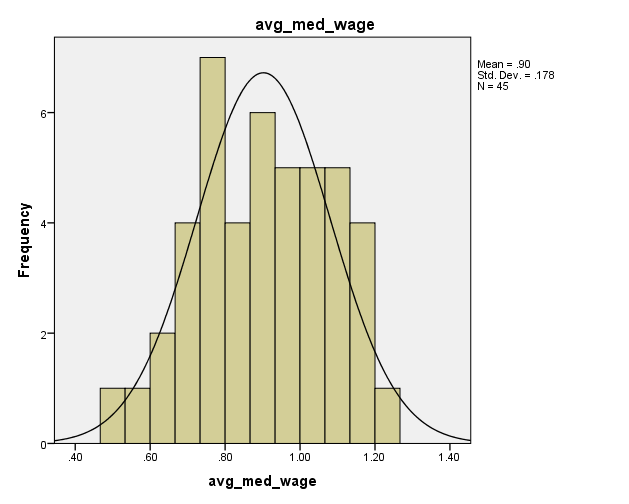 avg_med_wage
Mean = .90
Std. Dev. = .178
N = 45
6
4
2
0
Frequency
.40 .60 .80 1.00 1.20 1.40
avg_med_wage